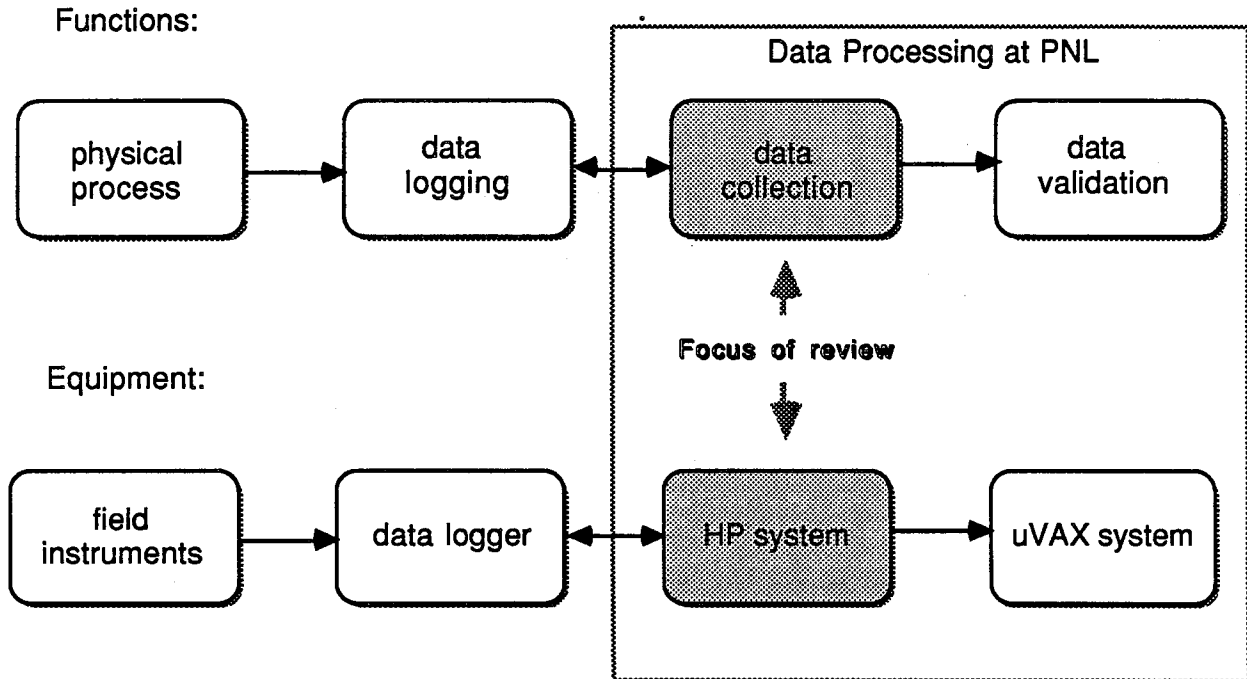 Functions:
Data Processing at PNL
physical
process
data
logging
data
collection
data
validation
Focus of review
Equipment:
field
instruments
data logger
HP system
uVAX system